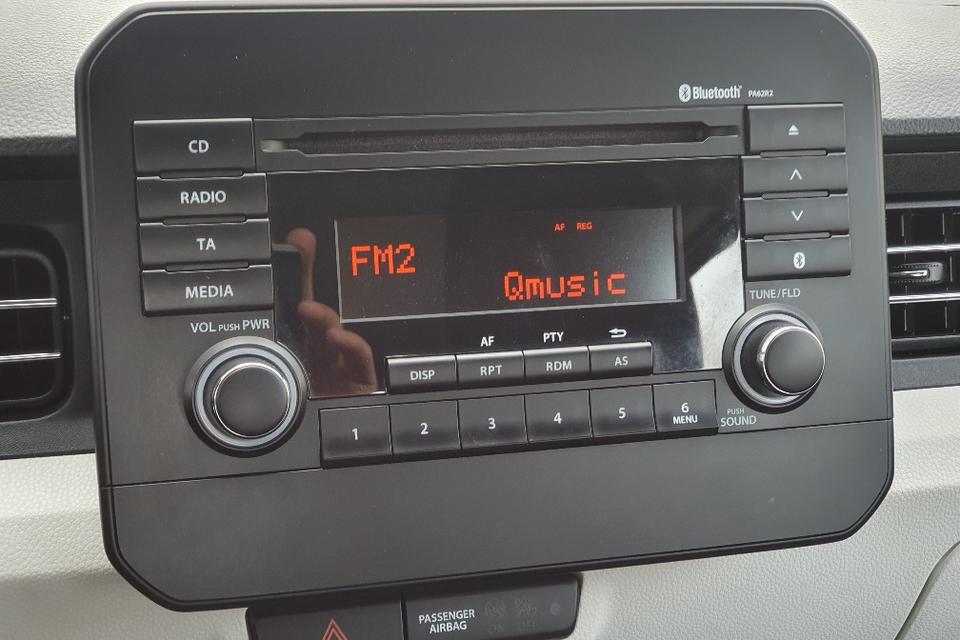 Bluetooth PA62R2
CD
RADIO
TA
MEDIA
AF REG
FM2
Qmusic
VOL PUSH PWR
TUNE/FLD
AF PTY
DISP RPT RDM AS
1 2 3 4 5 6
MENU
PUSH
SOUND
PASSENGER
AIRBAG